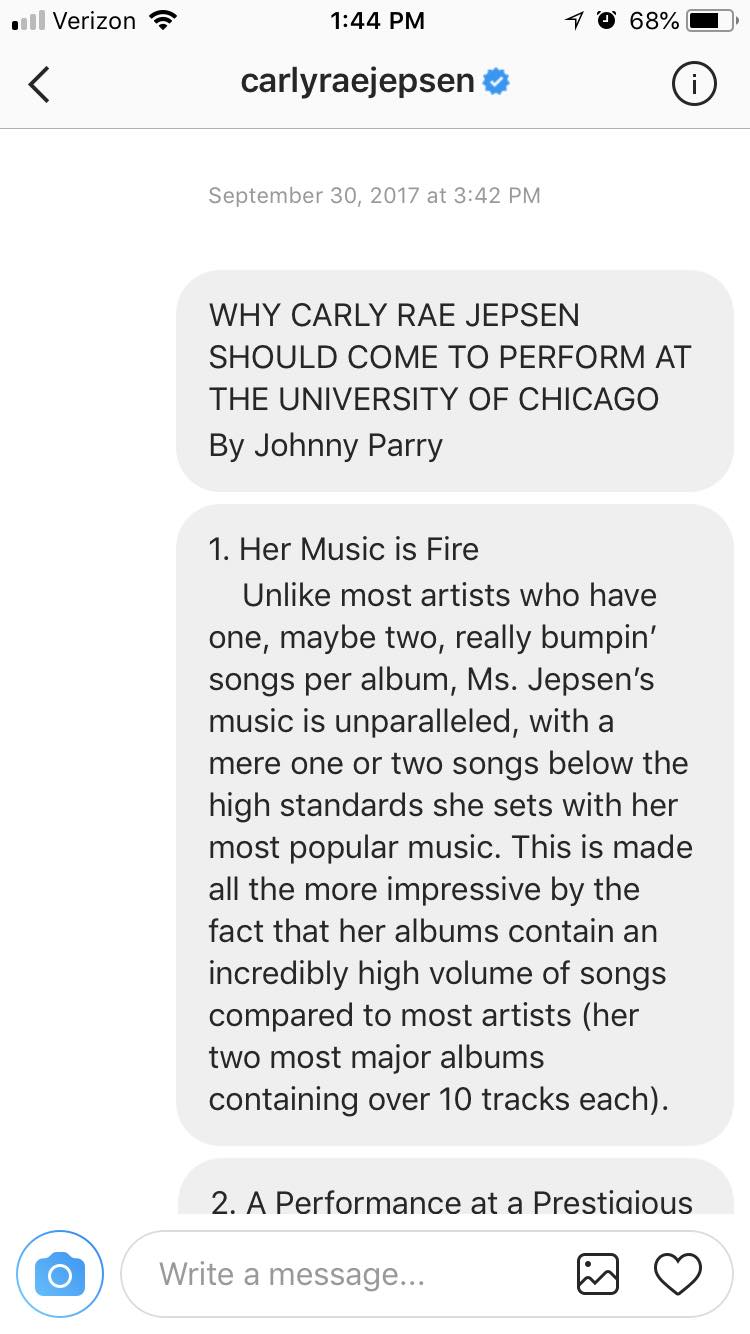 Verizon 1:44 PM 68%
carlyraejepsen
September 30, 2017 at 3:42 PM
WHY CARLY RAE JEPSEN
SHOULD COME TO PERFORM AT
THE UNIVERSITY OF CHICAGO
By Johnny Parry
1. Her Music is Fire
Unlike most artists who have
one, maybe two, really bumpin’
songs per album, Ms. Jepsen’s
music is unparalleled, with a
mere one or two songs below the
high standards she sets with her
most popular music. This is made
all the more impressive by the
fact that her albums contain an
incredibly high volume of songs
compared to most artists (her
two most major albums
containing over 10 tracks each).
2. A Performance at a Prestigious
Write a message...